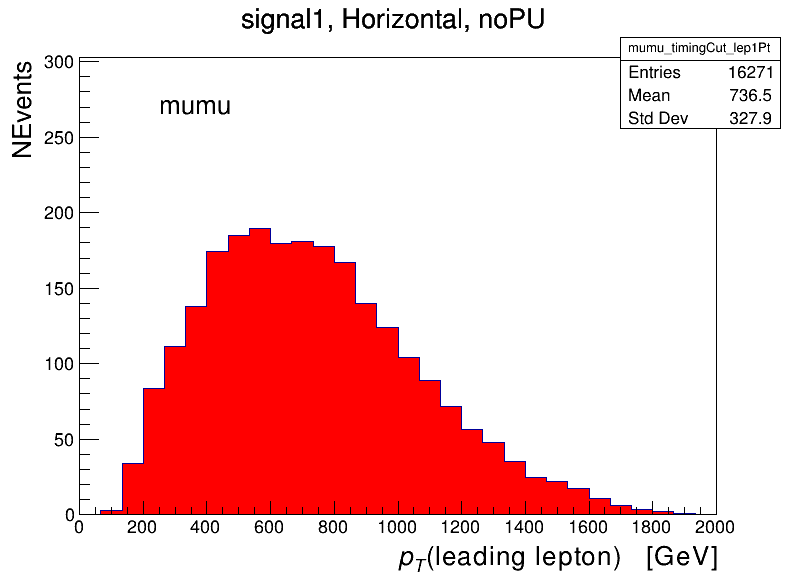 signal1, Horizontal, noPU
mumu_timingCut_lep1Pt
Entries 16271
Mean 736.5
Std Dev 327.9
NEvents
mumu
300
250
200
150
100
50
0
0 200 400 600 800 1000 1200 1400 1600 1800 2000
p_T(leading lepton) [GeV]